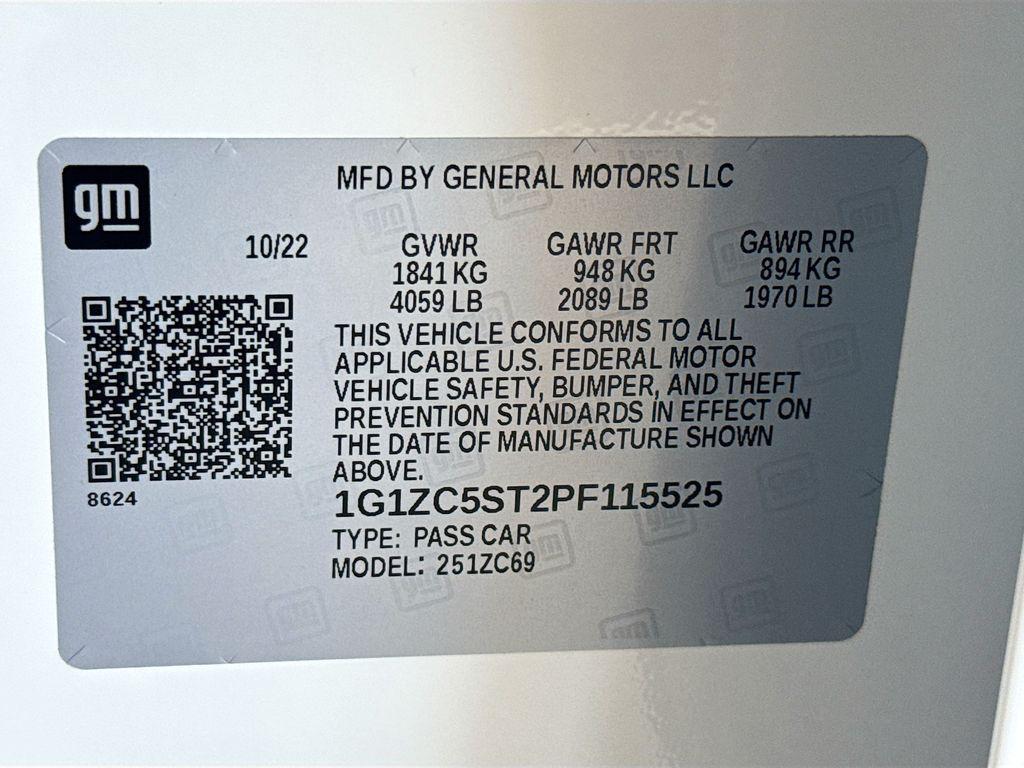 gm
MFD BY GENERAL MOTORS LLC
10/22 GVWR GAWR FRT GAWR RR
1841 KG 948 KG 894 KG
4059 LB 2089 LB 1970 LB
THIS VEHICLE CONFORMS TO ALL
APPLICABLE U.S. FEDERAL MOTOR
VEHICLE SAFETY, BUMPER, AND THEFT
PREVENTION STANDARDS IN EFFECT ON
THE DATE OF MANUFACTURE SHOWN
ABOVE.
8624
1G1ZC5ST2PF115525
TYPE: PASS CAR
MODEL: 251ZC69